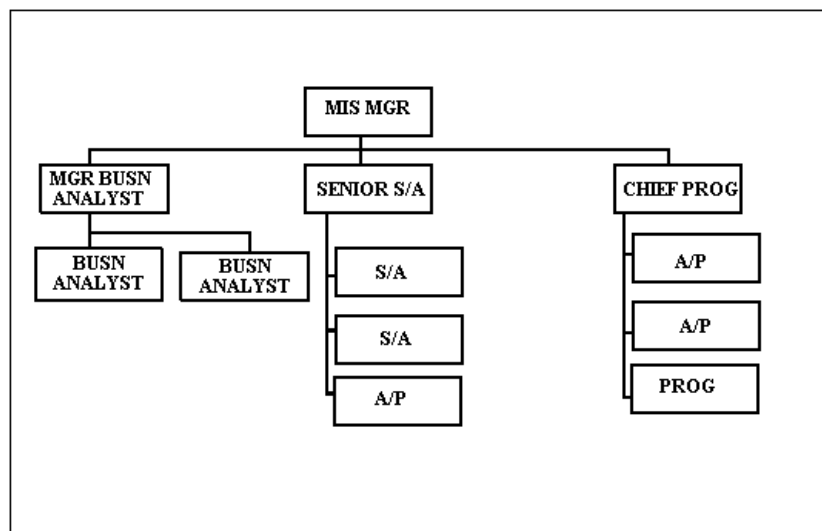 MIS MGR
MGR BUSN
ANALYST
SENIOR S/A
CHIEF PROG
BUSN
ANALYST
BUSN
ANALYST
S/A
S/A
A/P
A/P
A/P
PROG